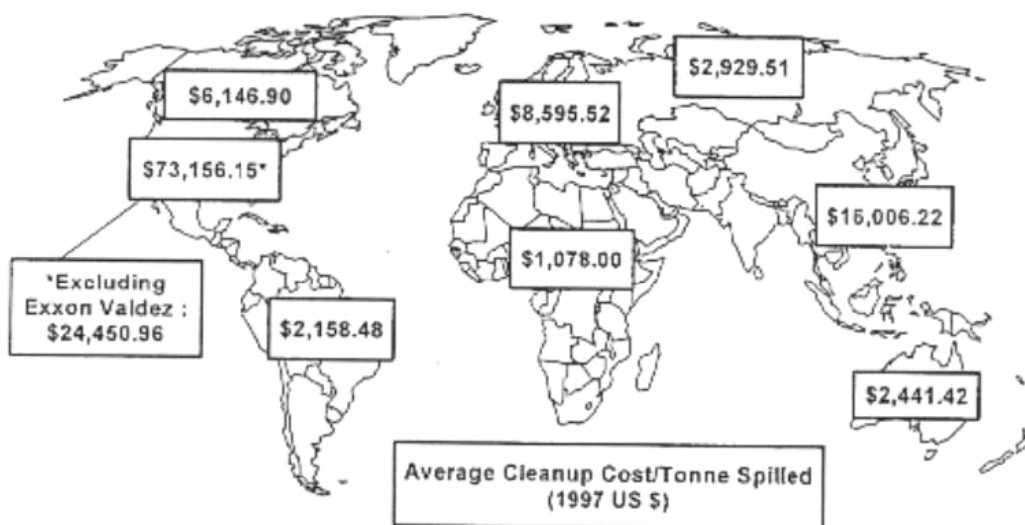 $2,929.51
$6,146.90
$8,595.52
$73,156.15*
$16,006.22
$1,078.00
*Excluding
Exxon Valdez :
$24,450.96
$2,158.48
$2,441.42
Average Cleanup Cost/Tonne Spilled
(1997 US $)